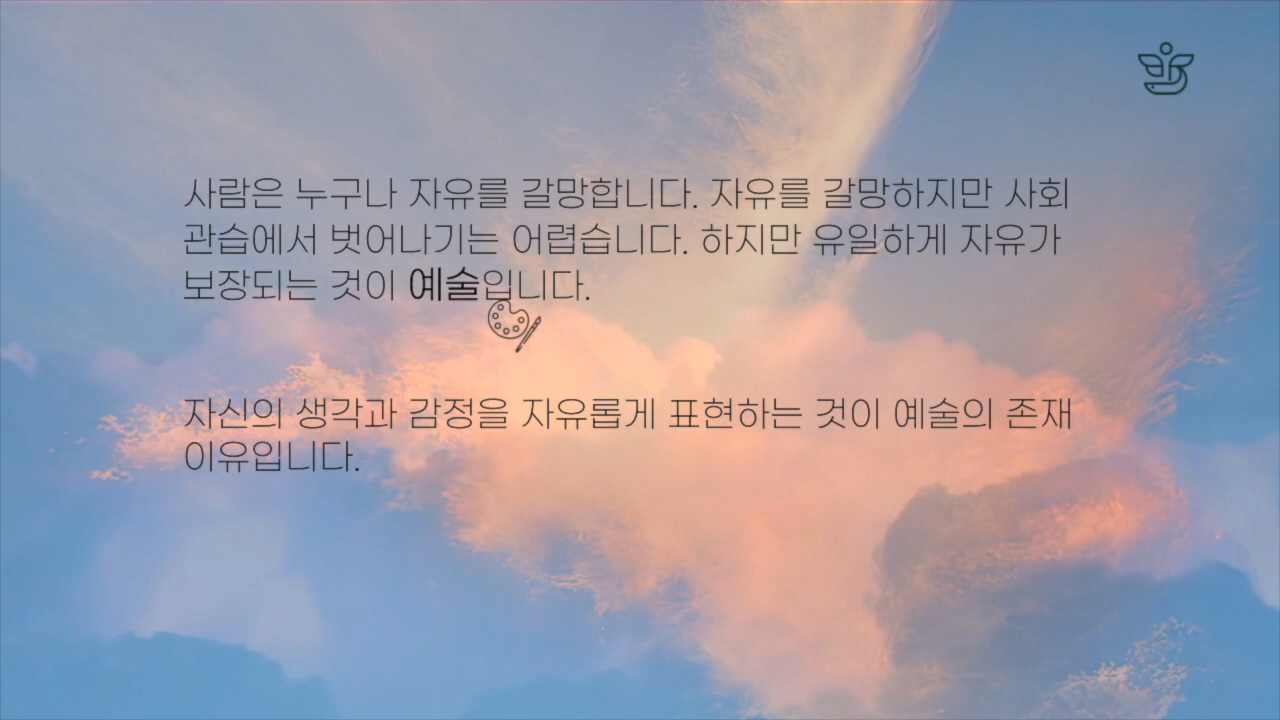 사람은 누구나 자유를 갈망합니다. 자유를 갈망하지만 사회
관습에서 벗어나기는 어렵습니다. 하지만 유일하게 자유가
보장되는 것이 예술입니다.
자신의 생각과 감정을 자유롭게 표현하는 것이 예술의 존재
이유입니다.